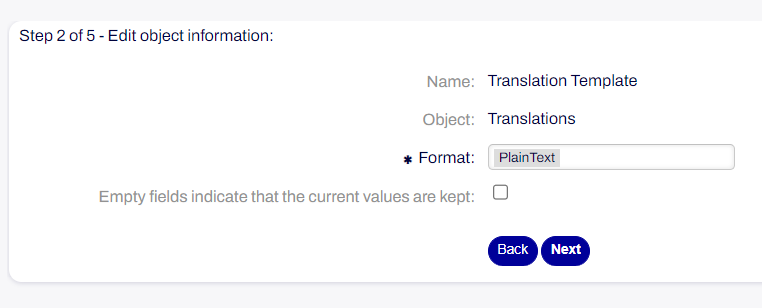 Step 2 of 5 - Edit object information:
Name: Translation Template
Object: Translations
✱ Format: PlainText
Empty fields indicate that the current values are kept:
Back Next